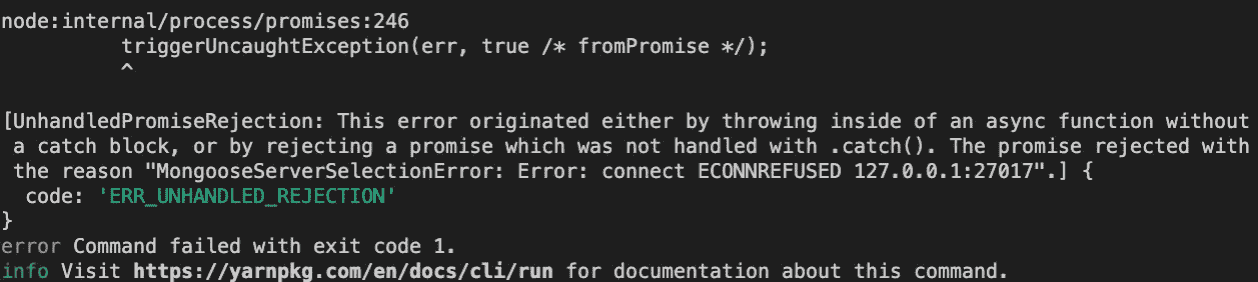 node:internal/process/promises:246
triggerUncaughtException(err, true /* fromPromise */);
^
[UnhandledPromiseRejection: This error originated either by throwing inside of an async function without
a catch block, or by rejecting a promise which was not handled with .catch(). The promise rejected with
the reason "MongooseServerSelectionError: Error: connect ECONNREFUSED 127.0.0.1:27017".] {
code: 'ERR_UNHANDLED_REJECTION'
}
error Command failed with exit code 1.
info Visit https://yarnpkg.com/en/docs/cli/run for documentation about this command.